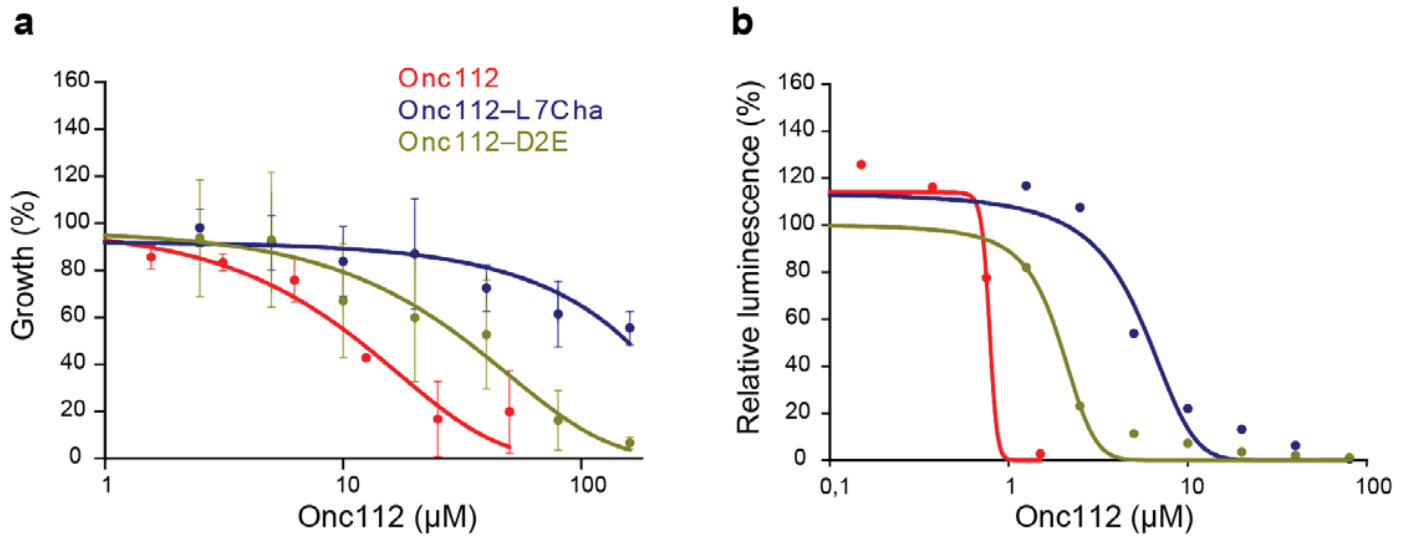 a
Growth (%)
160
140
120
100
80
60
40
20
0
1
10
100
Onc112 (μM)
Onc112
Onc112–L7Cha
Onc112–D2E
b
Relative luminescence (%)
160
140
120
100
80
60
40
20
0
0,1
1
10
100
Onc112 (μM)